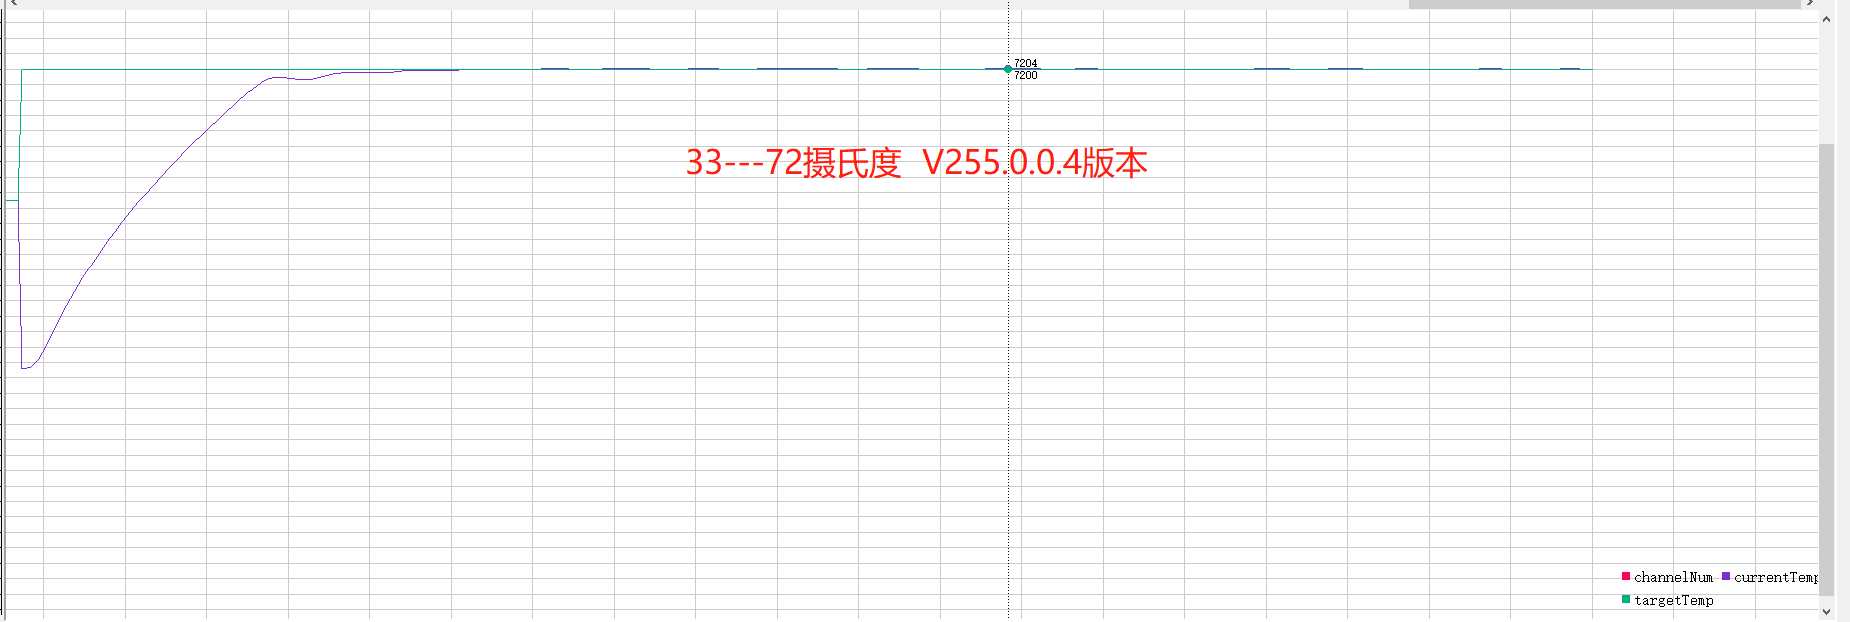 7204
7200
33---72摄氏度 V255.0.0.4版本
channelNum currentTemp
targetTemp